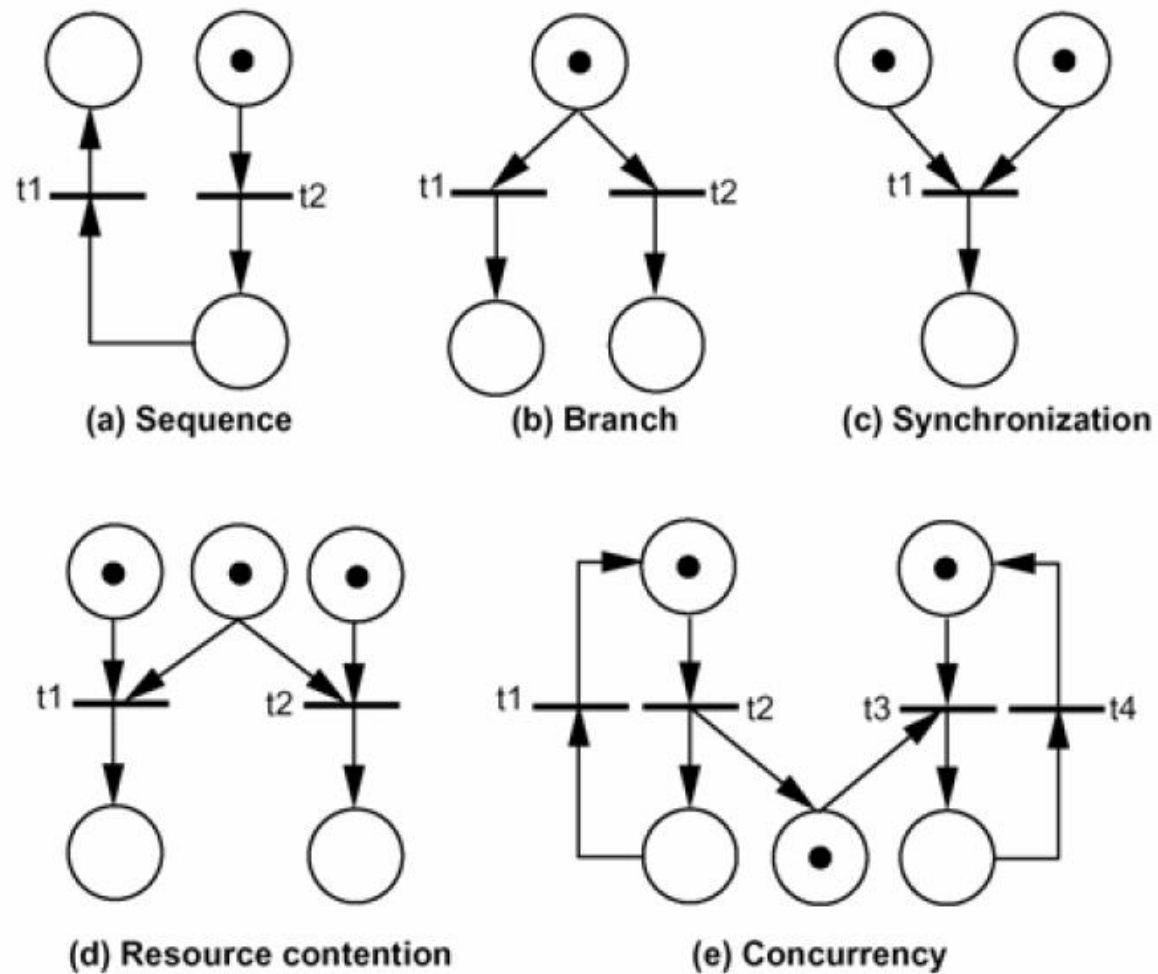 t1
t2
t1
t2
t1
(a) Sequence
(b) Branch
(c) Synchronization
t1
t2
t1
t2
t3
t4
(d) Resource contention
(e) Concurrency